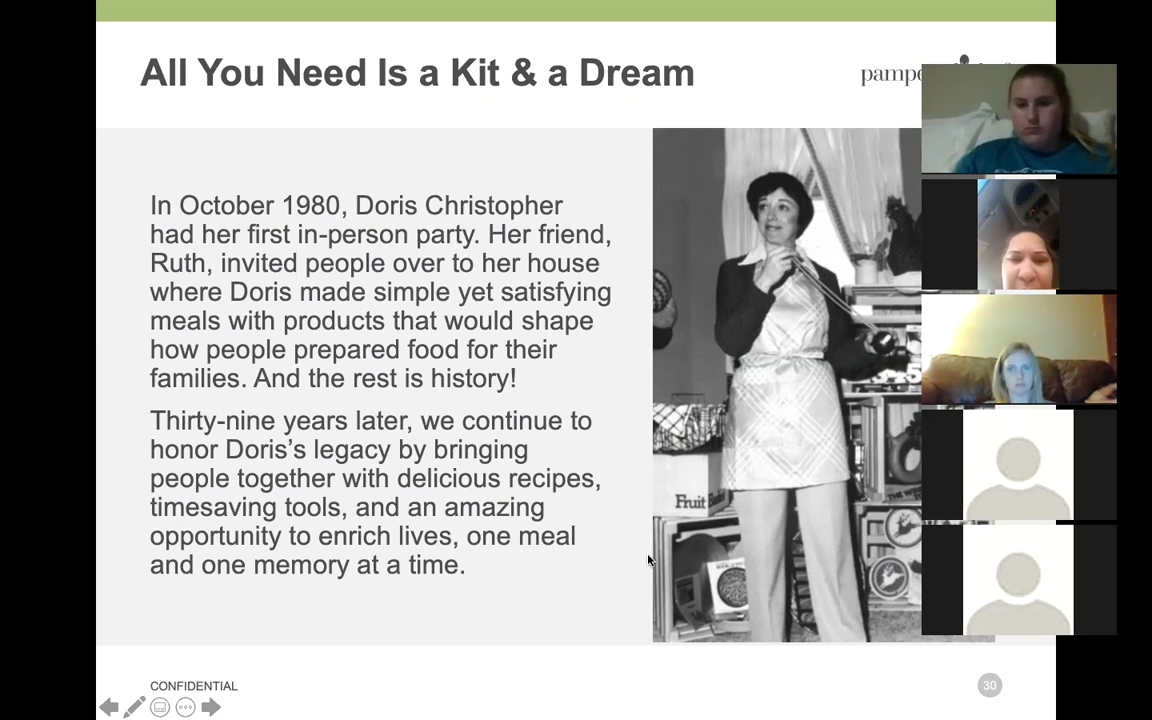 All You Need Is a Kit & a Dream
pampe
In October 1980, Doris Christopher
had her first in-person party. Her friend,
Ruth, invited people over to her house
where Doris made simple yet satisfying
meals with products that would shape
how people prepared food for their
families. And the rest is history!
Thirty-nine years later, we continue to
honor Doris’s legacy by bringing
people together with delicious recipes,
timesaving tools, and an amazing
opportunity to enrich lives, one meal
and one memory at a time.
Fruit
CONFIDENTIAL
30